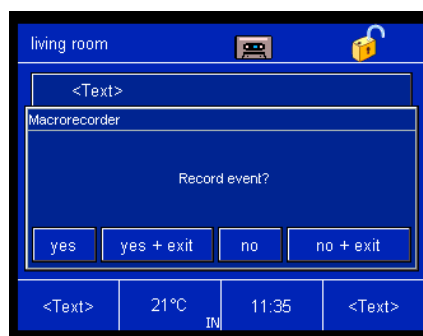 living room
<Text>
Macrorecorder
Record event?
yes
yes + exit
no
no + exit
<Text>
21°C
IN
11:35
<Text>